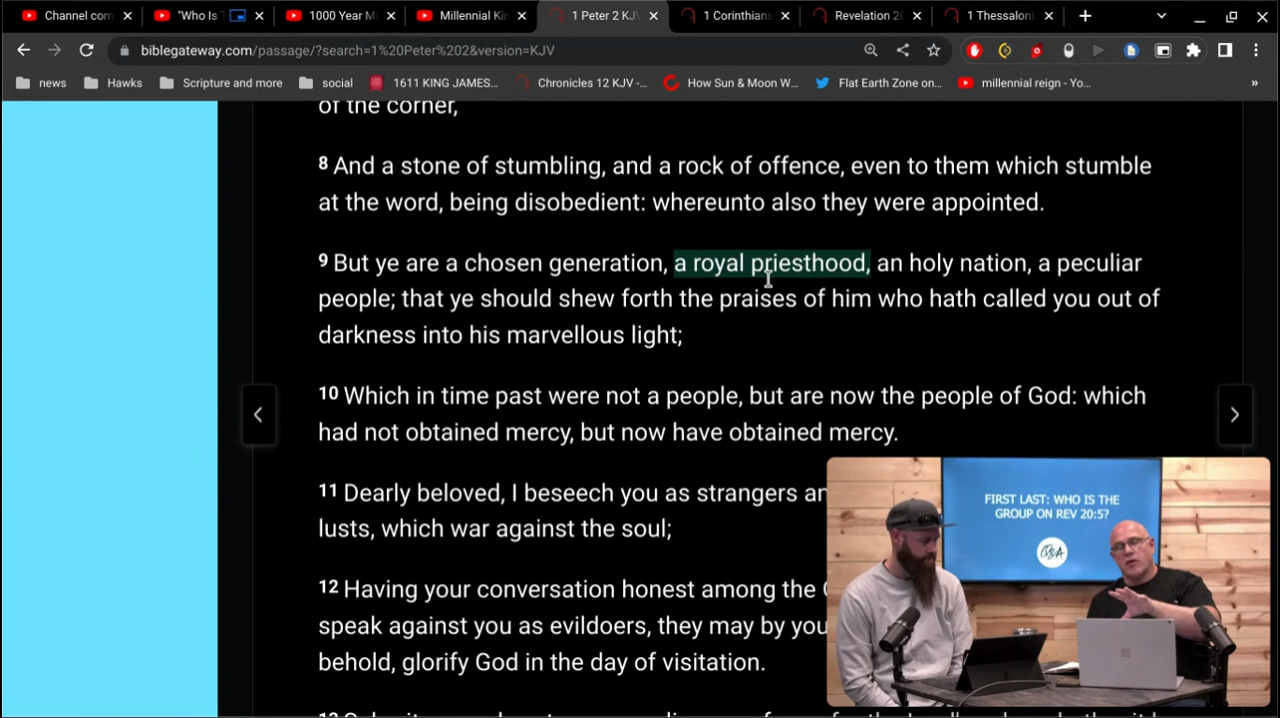 Channel com
"Who Is T
1000 Year M
Millennial Ki
1 Peter 2 KJV
1 Corinthians
Revelation 20
1 Thessaloni
biblegateway.com/passage/?search=1%20Peter%202&version=KJV
news
Hawks
Scripture and more
social
1611 KING JAMES...
Chronicles 12 KJV -...
How Sun & Moon W...
Flat Earth Zone on...
millennial reign - Yo...
»
of the corner,
8 And a stone of stumbling, and a rock of offence, even to them which stumble
at the word, being disobedient: whereunto also they were appointed.
9 But ye are a chosen generation, a royal priesthood, an holy nation, a peculiar
people; that ye should shew forth the praises of him who hath called you out of
darkness into his marvellous light;
10 Which in time past were not a people, but are now the people of God: which
had not obtained mercy, but now have obtained mercy.
11 Dearly beloved, I beseech you as strangers an
lusts, which war against the soul;
12 Having your conversation honest among the
speak against you as evildoers, they may by you
behold, glorify God in the day of visitation.
FIRST LAST: WHO IS THE
GROUP ON REV 20:5?
Q&A